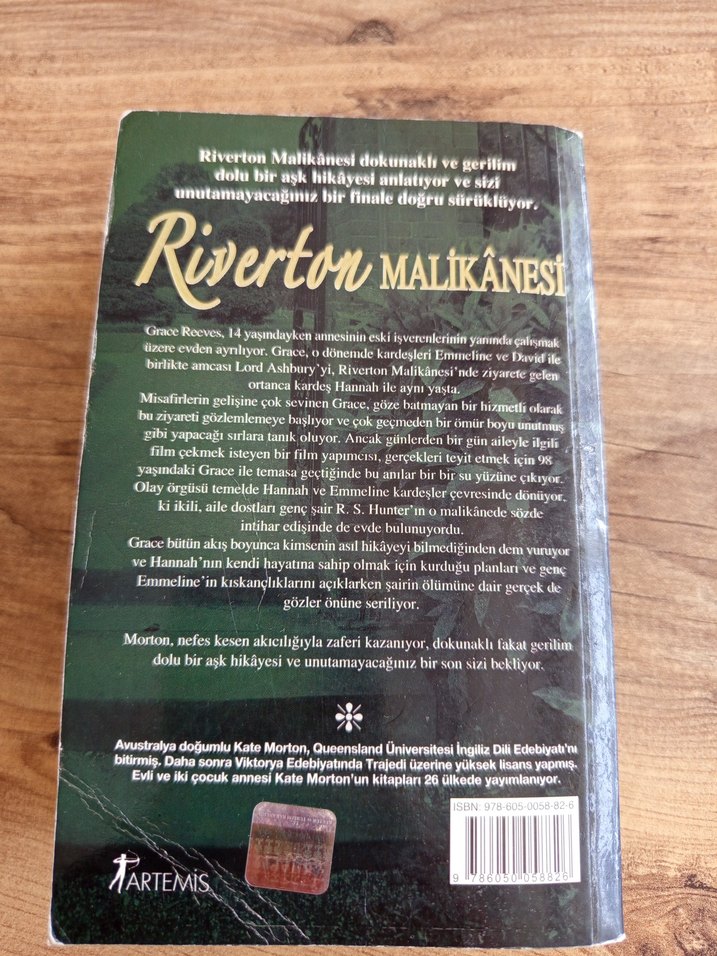 Riverton Malikânesi dokunaklı ve gerilim
dolu bir aşk hikâyesi anlatıyor ve sizi
unutamayacağınız bir finale doğru sürüklüyor.
Riverton MALİKÂNESİ
Grace Reeves, 14 yaşındayken annesinin eski işverenlerinin yanında çalışmak
üzere evden ayrılıyor. Grace, o dönemde kardeşleri Emmeline ve David ile
birlikte amcası Lord Ashbury'yi, Riverton Malikânesi'nde ziyarete gelen
ortanca kardeş Hannah ile aynı yaşta.
Misafirlerin gelişine çok sevinen Grace, göze batmayan bir hizmetli olarak
bu ziyareti gözlemlemeye başlıyor ve çok geçmeden bir ömür boyu unutmuş
gibi yapacağı sırlara tanık oluyor. Ancak günlerden bir gün aileyle ilgili
film çekmek isteyen bir film yapımcısı, gerçekleri teyit etmek için 98
yaşındaki Grace ile temasa geçtiğinde bu anılar bir bir su yüzüne çıkıyor.
Olay örgüsü temelde Hannah ve Emmeline kardeşler çevresinde dönüyor.
ki ikili, aile dostları genç şair R. S. Hunter'ın o malikânede sözde
intihar edişinde de evde bulunuyordu.
Grace bütün akış boyunca kimsenin asıl hikâyeyi bilmediğinden dem vuruyor
ve Hannah'nın kendi hayatına sahip olmak için kurduğu planları ve genç
Emmeline'in kıskançlıklarını açıklarken şairin ölümüne dair gerçek de
gözler önüne seriliyor.
Morton, nefes kesen akıcılığıyla zaferi kazanıyor, dokunaklı fakat gerilim
dolu bir aşk hikâyesi ve unutamayacağınız bir son sizi bekliyor.
Avustralya doğumlu Kate Morton, Queensland Üniversitesi İngiliz Dili Edebiyatı'nı
bitirmiş. Daha sonra Viktorya Edebiyatında Trajedi üzerine yüksek lisans yapmış.
Evli ve iki çocuk annesi Kate Morton'un kitapları 26 ülkede yayımlanıyor.
ISBN: 978-605-0058-82-6
9 786050 058826
ARTEMİS